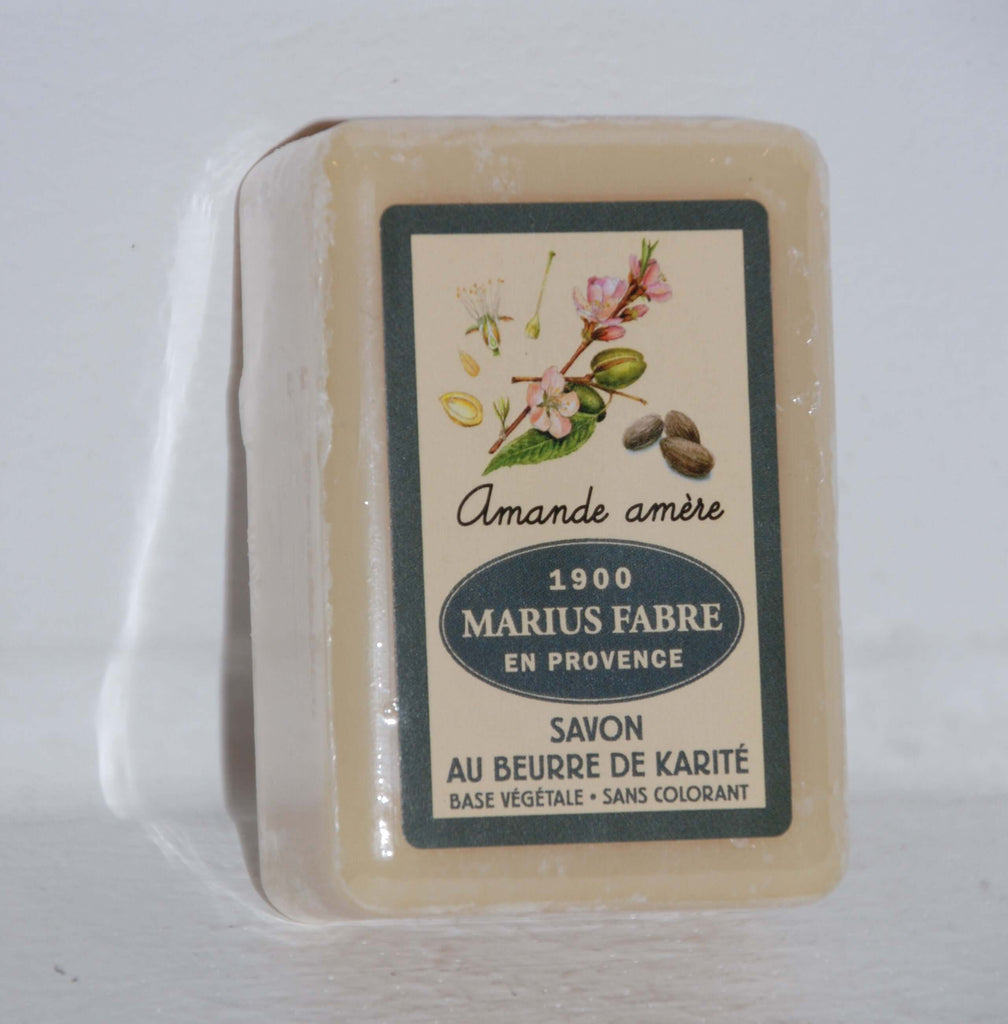 Amande amère
1900
MARIUS FABRE
EN PROVENCE
SAVON
AU BEURRE DE KARITÉ
BASE VÉGÉTALE • SANS COLORANT